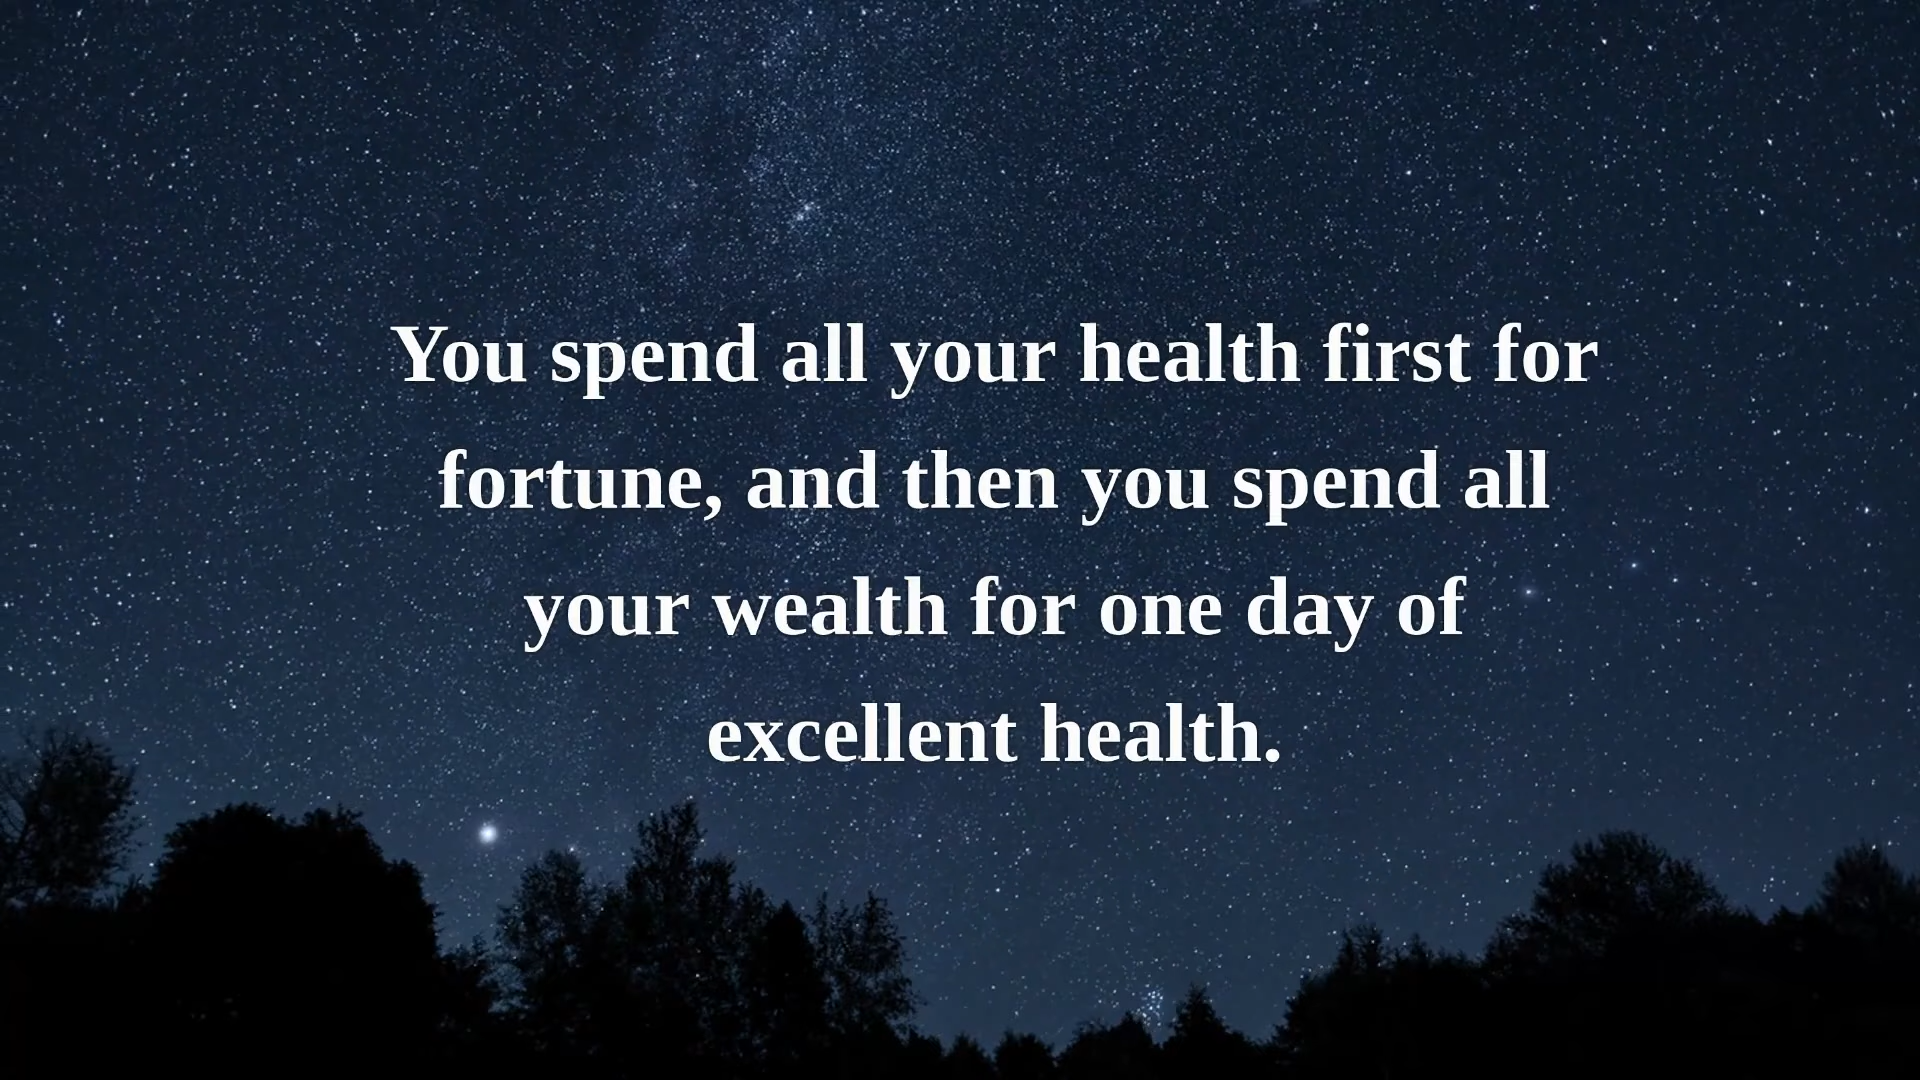 You spend all your health first for
fortune, and then you spend all
your wealth for one day of
excellent health.